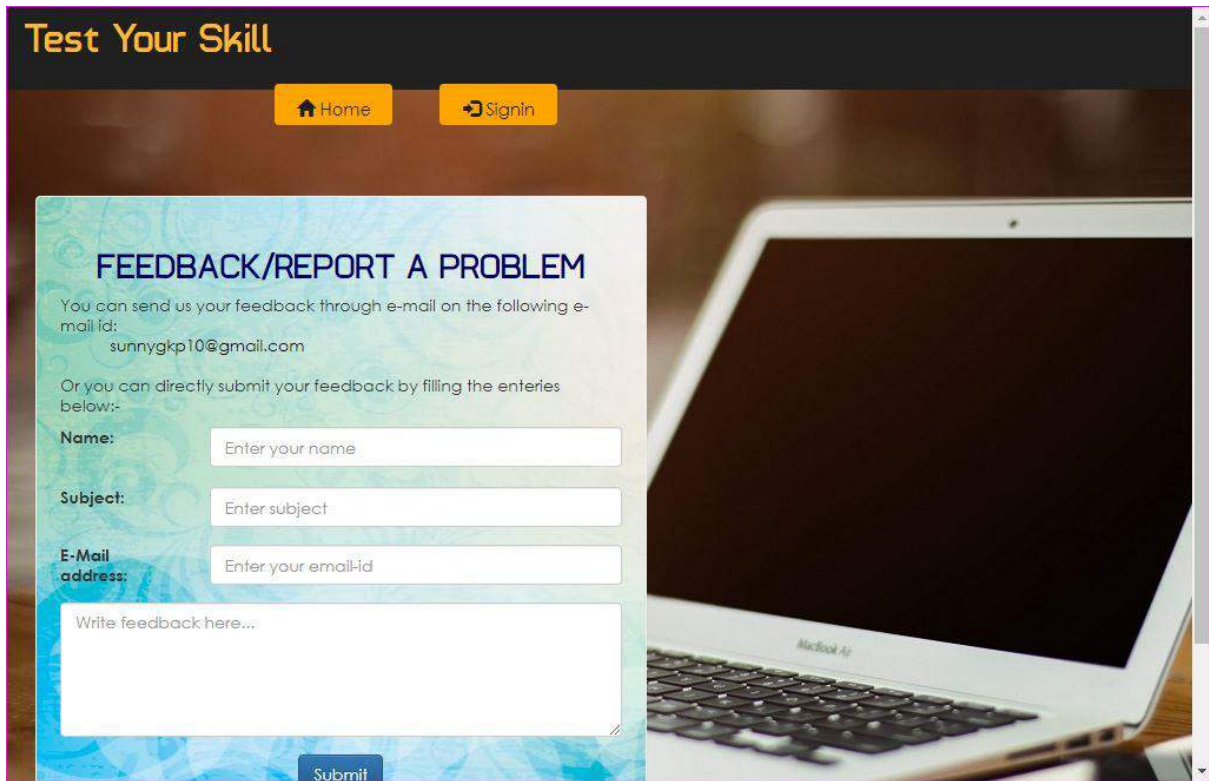 Test Your Skill
Home
Signin
FEEDBACK/REPORT A PROBLEM
You can send us your feedback through e-mail on the following e-
mail id:
sunnygkp10@gmail.com
Or you can directly submit your feedback by filling the enteries
below:-
Name:
Enter your name
Subject:
Enter subject
E-Mail
address:
Enter your email-id
Write feedback here...
Submit
MacBook Air